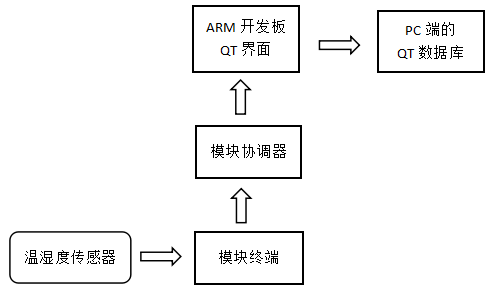 ARM 开发板
QT 界面
PC 端的
QT 数据库
模块协调器
温湿度传感器
模块终端